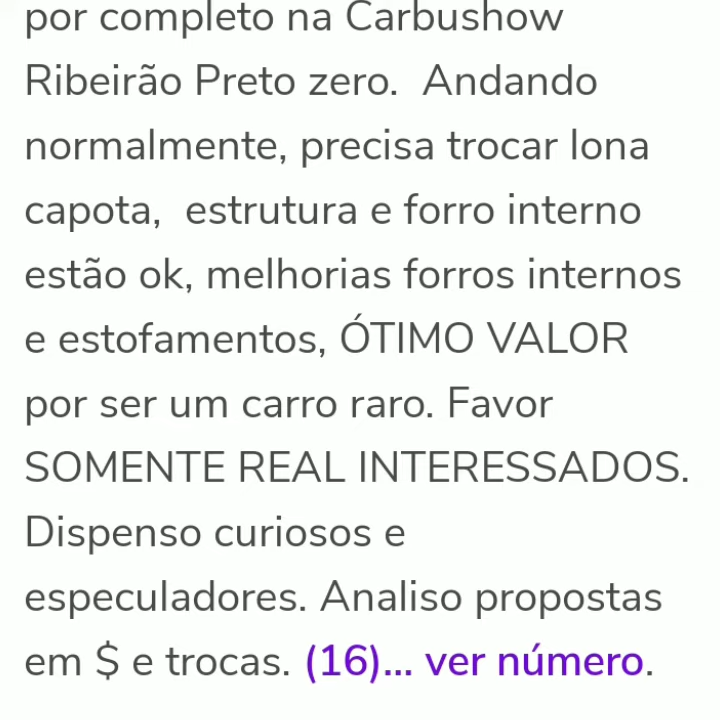 por completo na Carbushow
Ribeirão Preto zero.  Andando
normalmente, precisa trocar lona
capota,  estrutura e forro interno
estão ok, melhorias forros internos
e estofamentos, ÓTIMO VALOR
por ser um carro raro. Favor
SOMENTE REAL INTERESSADOS.
Dispenso curiosos e
especuladores. Analiso propostas
em $ e trocas. (16)... ver número.